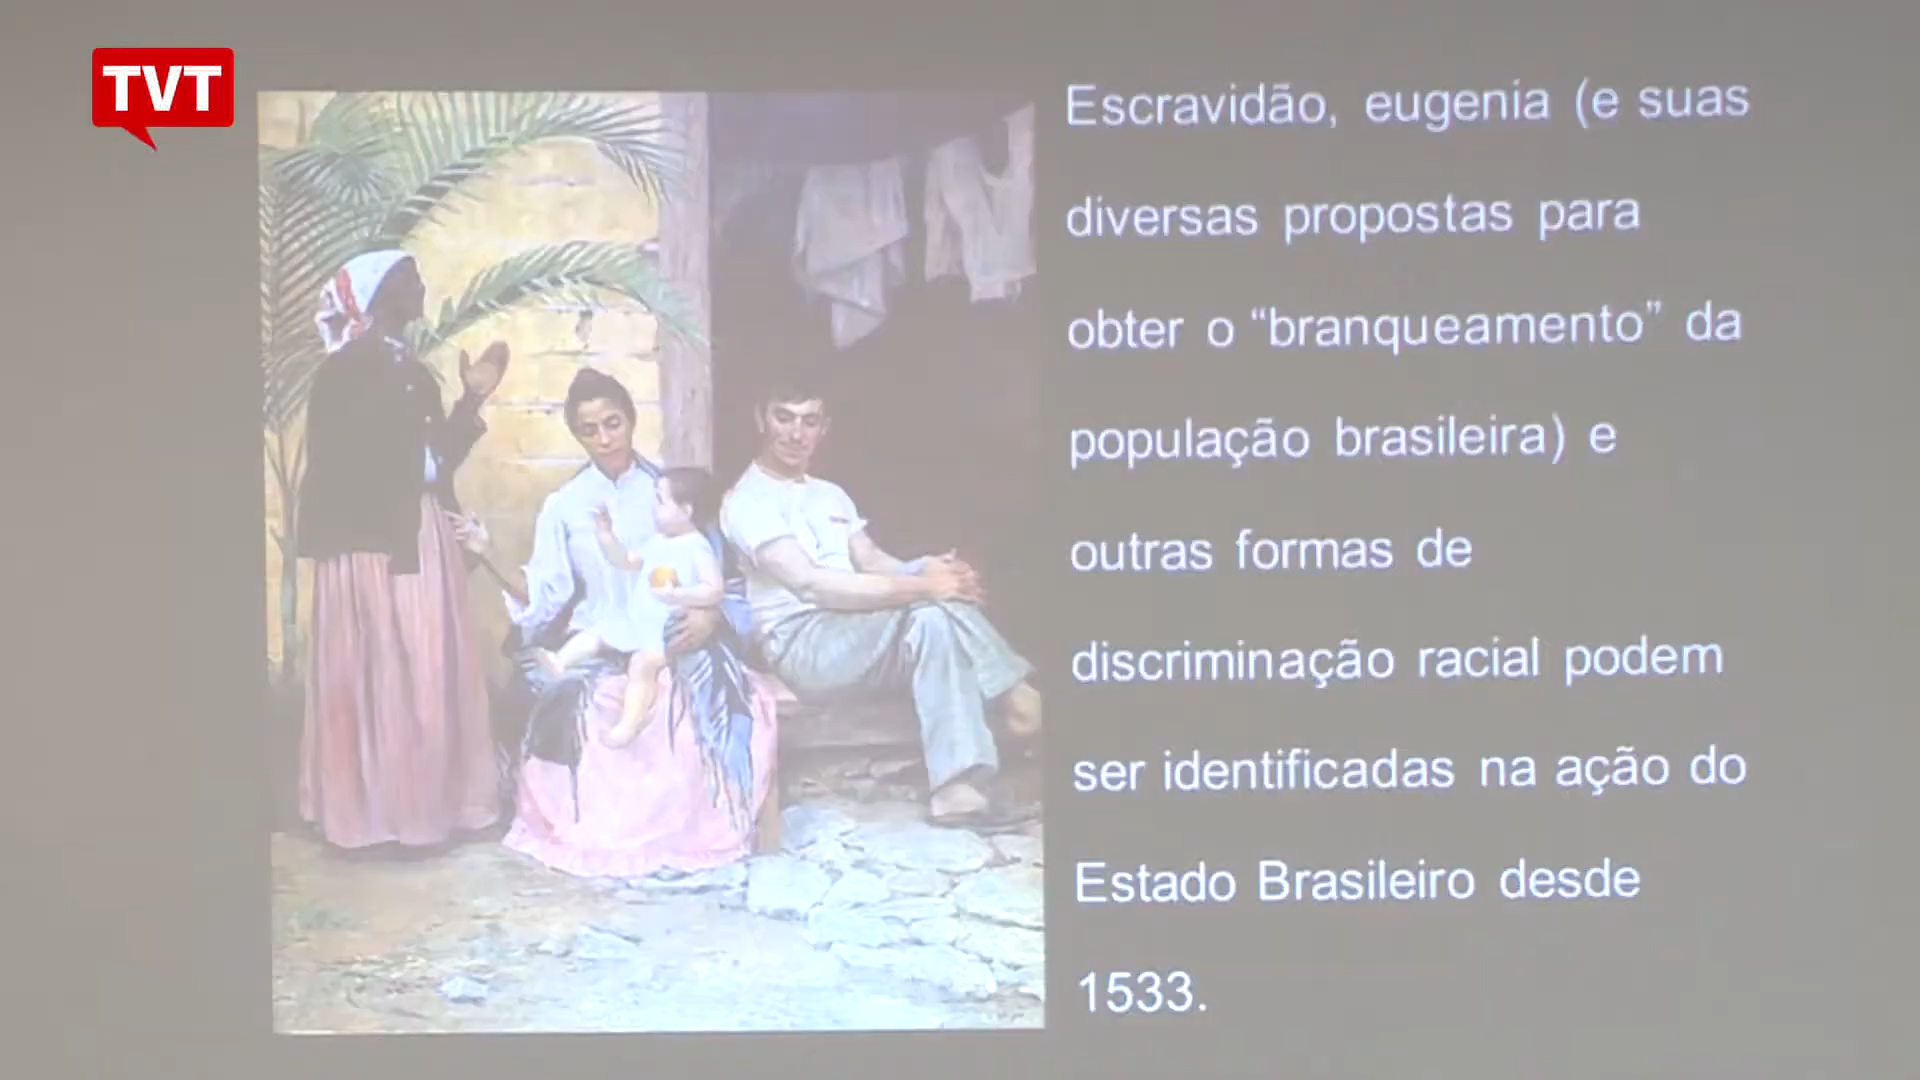 TVT
Escravidão, eugenia (e suas
diversas propostas para
obter o “branqueamento” da
população brasileira) e
outras formas de
discriminação racial podem
ser identificadas na ação do
Estado Brasileiro desde
1533.